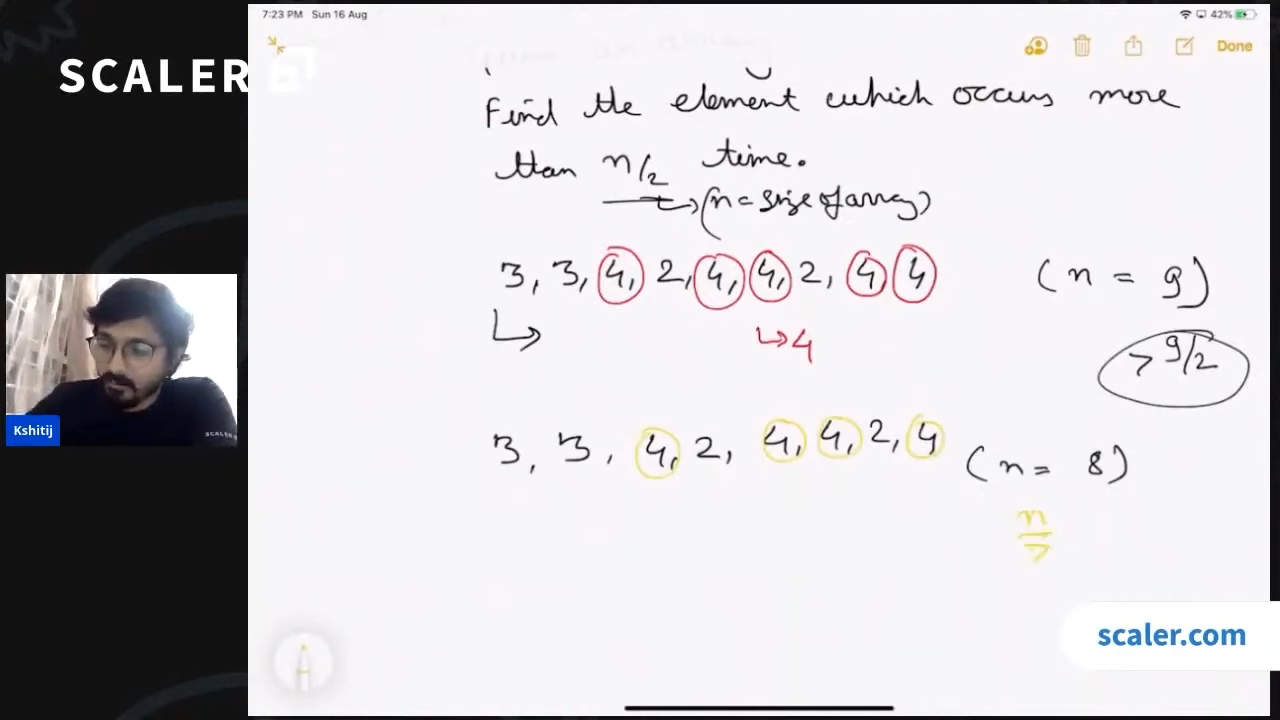 7:23 PM Sun 16 Aug
42%
Done
SCALER
Find the element which occurs more
than n/2 time.
(n = size of array)
3, 3, 4, 2, 4, 4, 2, 4 4 (n = 9)
4
> 9/2
Kshitij
3, 3, 4, 2, 4, 4, 2, 4 (n = 8)
n
scaler.com